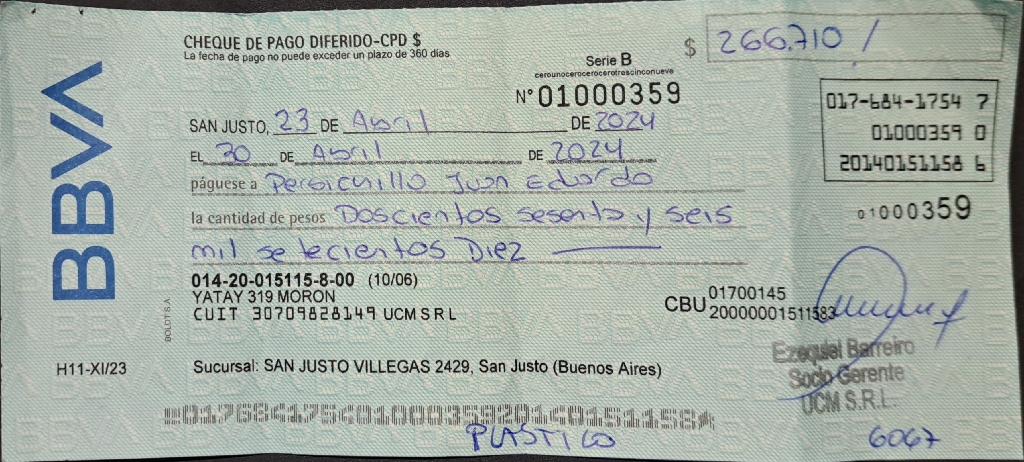 BBVA
CHEQUE DE PAGO DIFERIDO-CPD $
La fecha de pago no puede exceder un plazo de 360 días
$ 266.710 /
Serie B
cerounocerocerocerotrescinconueve
N° 01000359
017-684-1754 7
01000359 0
20140151158 6
01000359
SAN JUSTO, 23 DE Abril DE 2024
EL 30 DE Abril DE 2024
páguese a Persichillo Juan Eduardo
la cantidad de pesos Doscientos sesenta y seis
mil setecientos Diez
014-20-015115-8-00 (10/06)
YATAY 319 MORON
CUIT 30709828149 UCM S R L
CBU 01700145
20000001511583
BOLDT S.A.
Ezequiel Barreiro
Socio Gerente
UCM S.R.L.
H11-XI/23
Sucursal: SAN JUSTO VILLEGAS 2429, San Justo (Buenos Aires)
PLASTICO
6067